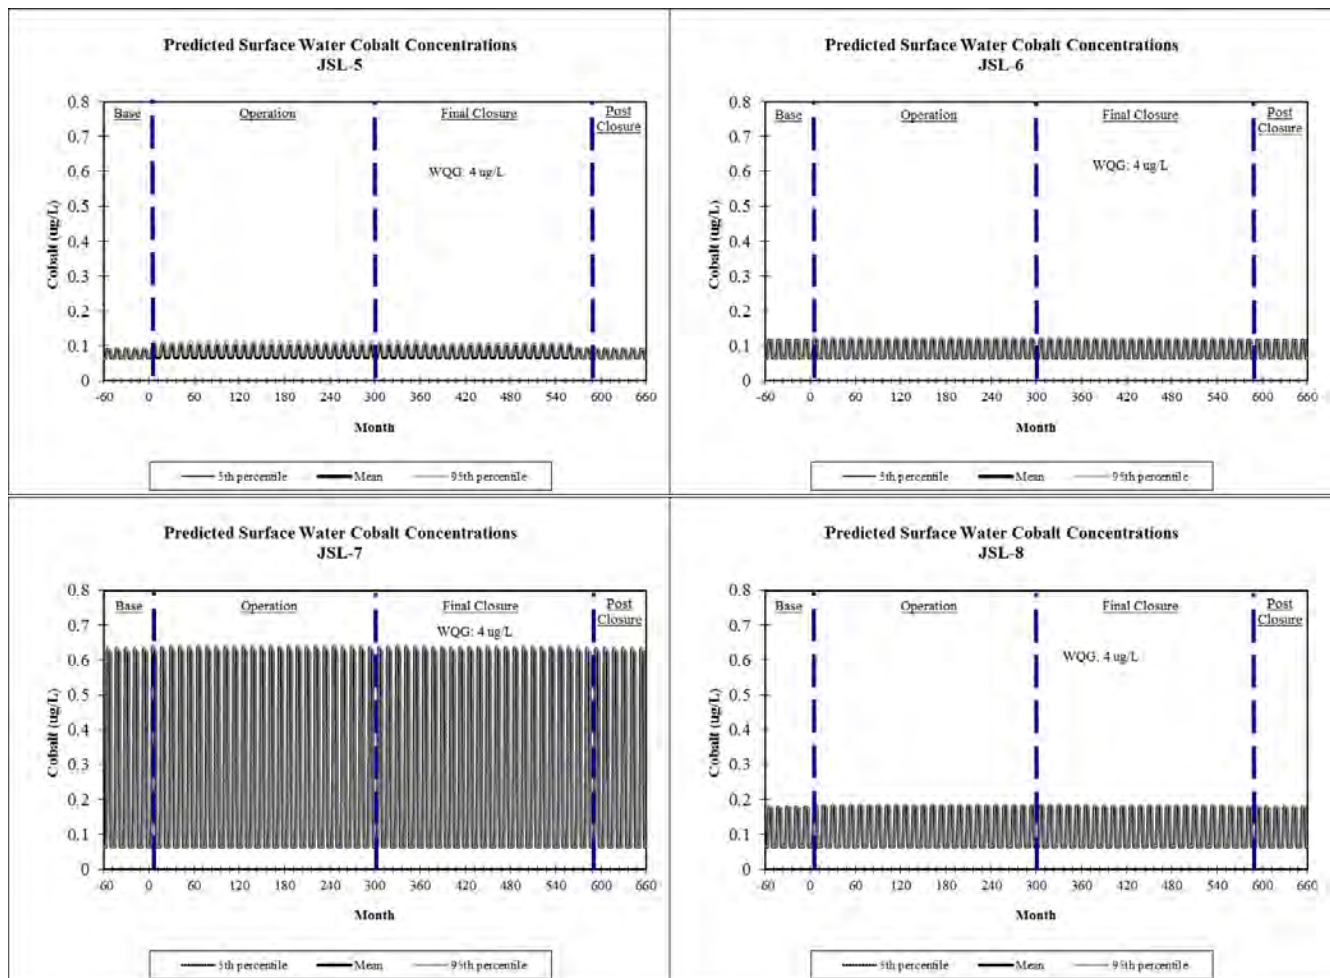 Predicted Surface Water Cobalt Concentrations
JSL-5
0.8
0.7
0.6
0.5
0.4
0.3
0.2
0.1
0
Cobalt (ug/L)
Base
Operation
Final Closure
Post
Closure
WQG: 4 ug/L
-60 0 60 120 180 240 300 360 420 480 540 600 660
Month
5th percentile Mean 95th percentile
Predicted Surface Water Cobalt Concentrations
JSL-6
0.8
0.7
0.6
0.5
0.4
0.3
0.2
0.1
0
Cobalt (ug/L)
Base
Operation
Final Closure
Post
Closure
WQG: 4 ug/L
-60 0 60 120 180 240 300 360 420 480 540 600 660
Month
5th percentile Mean 95th percentile
Predicted Surface Water Cobalt Concentrations
JSL-7
0.8
0.7
0.6
0.5
0.4
0.3
0.2
0.1
0
Cobalt (ug/L)
Base
Operation
Final Closure
Post
Closure
WQG: 4 ug/L
-60 0 60 120 180 240 300 360 420 480 540 600 660
Month
5th percentile Mean 95th percentile
Predicted Surface Water Cobalt Concentrations
JSL-8
0.8
0.7
0.6
0.5
0.4
0.3
0.2
0.1
0
Cobalt (ug/L)
Base
Operation
Final Closure
Post
Closure
WQG: 4 ug/L
-60 0 60 120 180 240 300 360 420 480 540 600 660
Month
5th percentile Mean 95th percentile